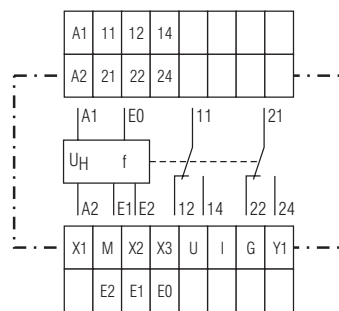 A1 11 12 14
A2 21 22 24
A1 E0 11 21
UH f
A2 E1 E2 12 14 22 24
X1 M X2 X3 U I G Y1
E2 E1 E0